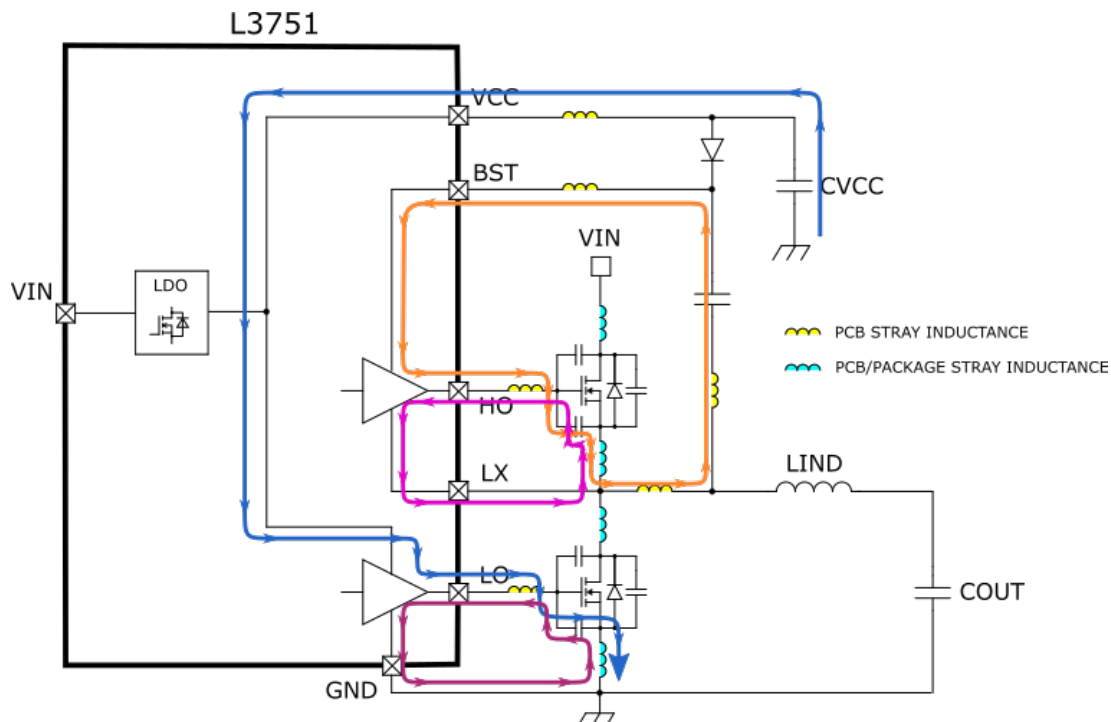 L3751
VCC
BST
CVCC
VIN
VIN
LDO
PCB STRAY INDUCTANCE
PCB/PACKAGE STRAY INDUCTANCE
HO
LX
LIND
LO
COUT
GND